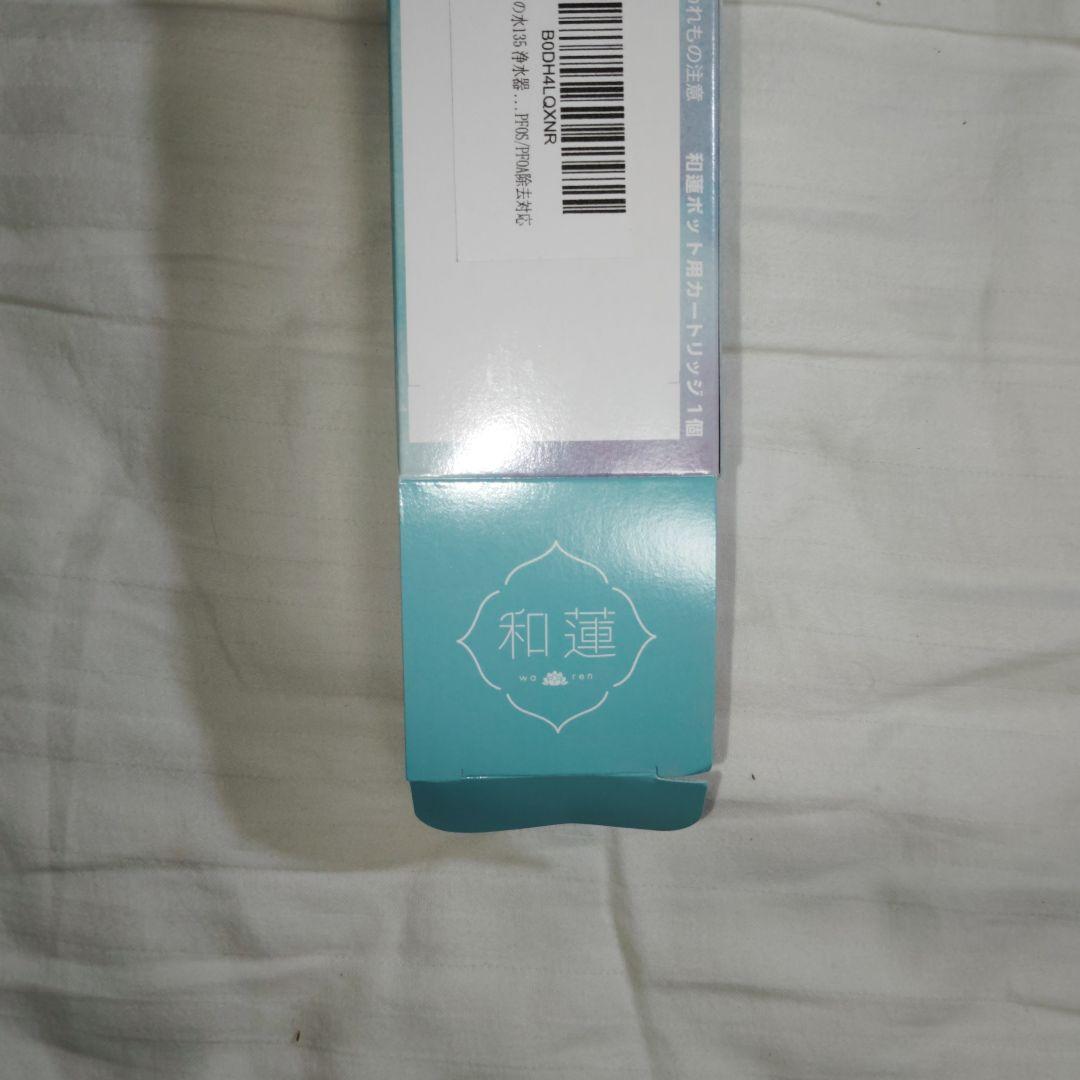 われもの注意 和蓮ポット用カートリッジ1個
B0DH4LQXNR
の水135 浄水器 ...PFOS/PFOA除去対応
和蓮
wa ren